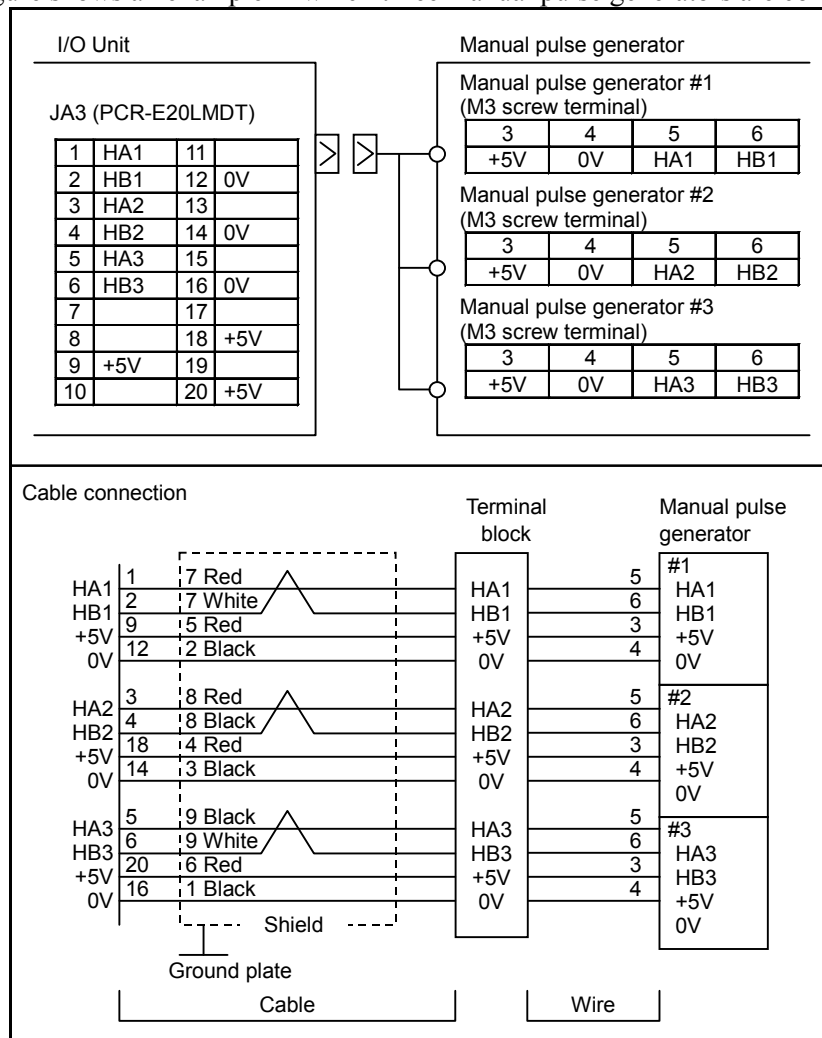 I/O Unit
Manual pulse generator
JA3 (PCR-E20LMDT)
1 HA1 11
2 HB1 12 0V
3 HA2 13
4 HB2 14 0V
5 HA3 15
6 HB3 16 0V
7 17
8 18 +5V
9 +5V 19
10 20 +5V
Manual pulse generator #1
(M3 screw terminal)
3 4 5 6
+5V 0V HA1 HB1
Manual pulse generator #2
(M3 screw terminal)
3 4 5 6
+5V 0V HA2 HB2
Manual pulse generator #3
(M3 screw terminal)
3 4 5 6
+5V 0V HA3 HB3
Cable connection
Terminal
block
Manual pulse
generator
#1
HA1 1 7 Red HA1 5 HA1
HB1 2 7 White HB1 6 HB1
+5V 9 5 Red +5V 3 +5V
0V 12 2 Black 0V 4 0V
HA2 3 8 Red HA2 5 #2
HB2 4 8 Black HB2 6 HA2
+5V 18 4 Red +5V 3 HB2
0V 14 3 Black 0V 4 +5V
0V
HA3 5 9 Black HA3 5 #3
HB3 6 9 White HB3 6 HA3
+5V 20 6 Red +5V 3 HB3
0V 16 1 Black 0V 4 +5V
0V
Shield
Ground plate
Cable
Wire